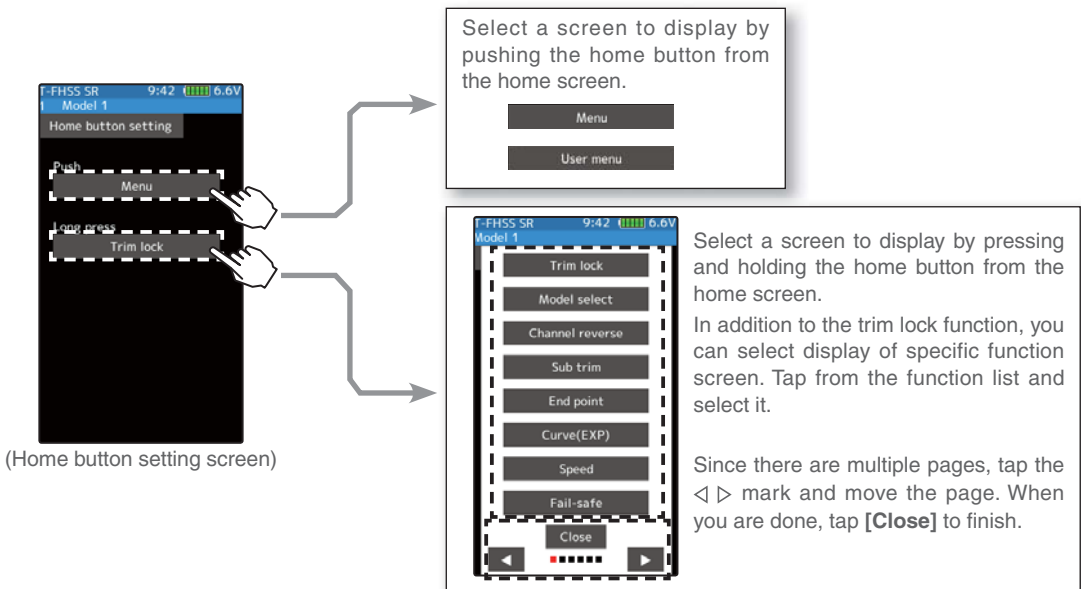 T-FHSS SR 9:42 6.6V
1 Model 1
Home button setting
Push
Menu
Long press
Trim lock
(Home button setting screen)
Select a screen to display by
pushing the home button from
the home screen.
Menu
User menu
T-FHSS SR 9:42 6.6V
Model 1
Trim lock
Model select
Channel reverse
Sub trim
End point
Curve(EXP)
Speed
Fail-safe
Close
Select a screen to display by pressing
and holding the home button from the
home screen.
In addition to the trim lock function, you
can select display of specific function
screen. Tap from the function list and
select it.
Since there are multiple pages, tap the
◁ ▷ mark and move the page. When
you are done, tap [Close] to finish.